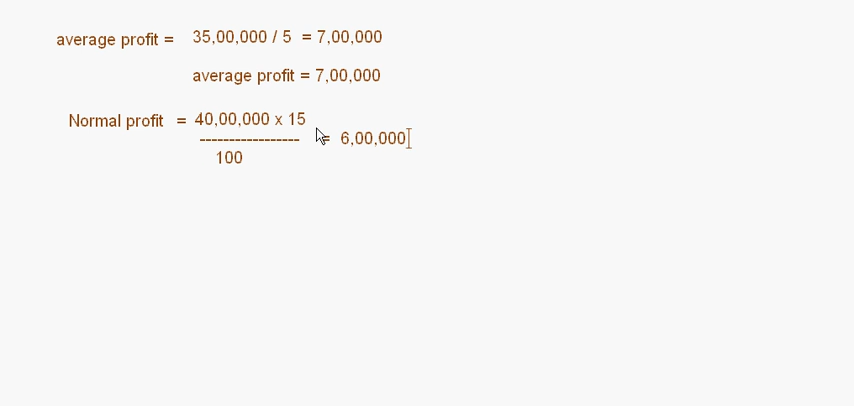 average profit = 35,00,000 / 5 = 7,00,000
average profit = 7,00,000
Normal profit = 40,00,000 x 15
----------------- = 6,00,000
100